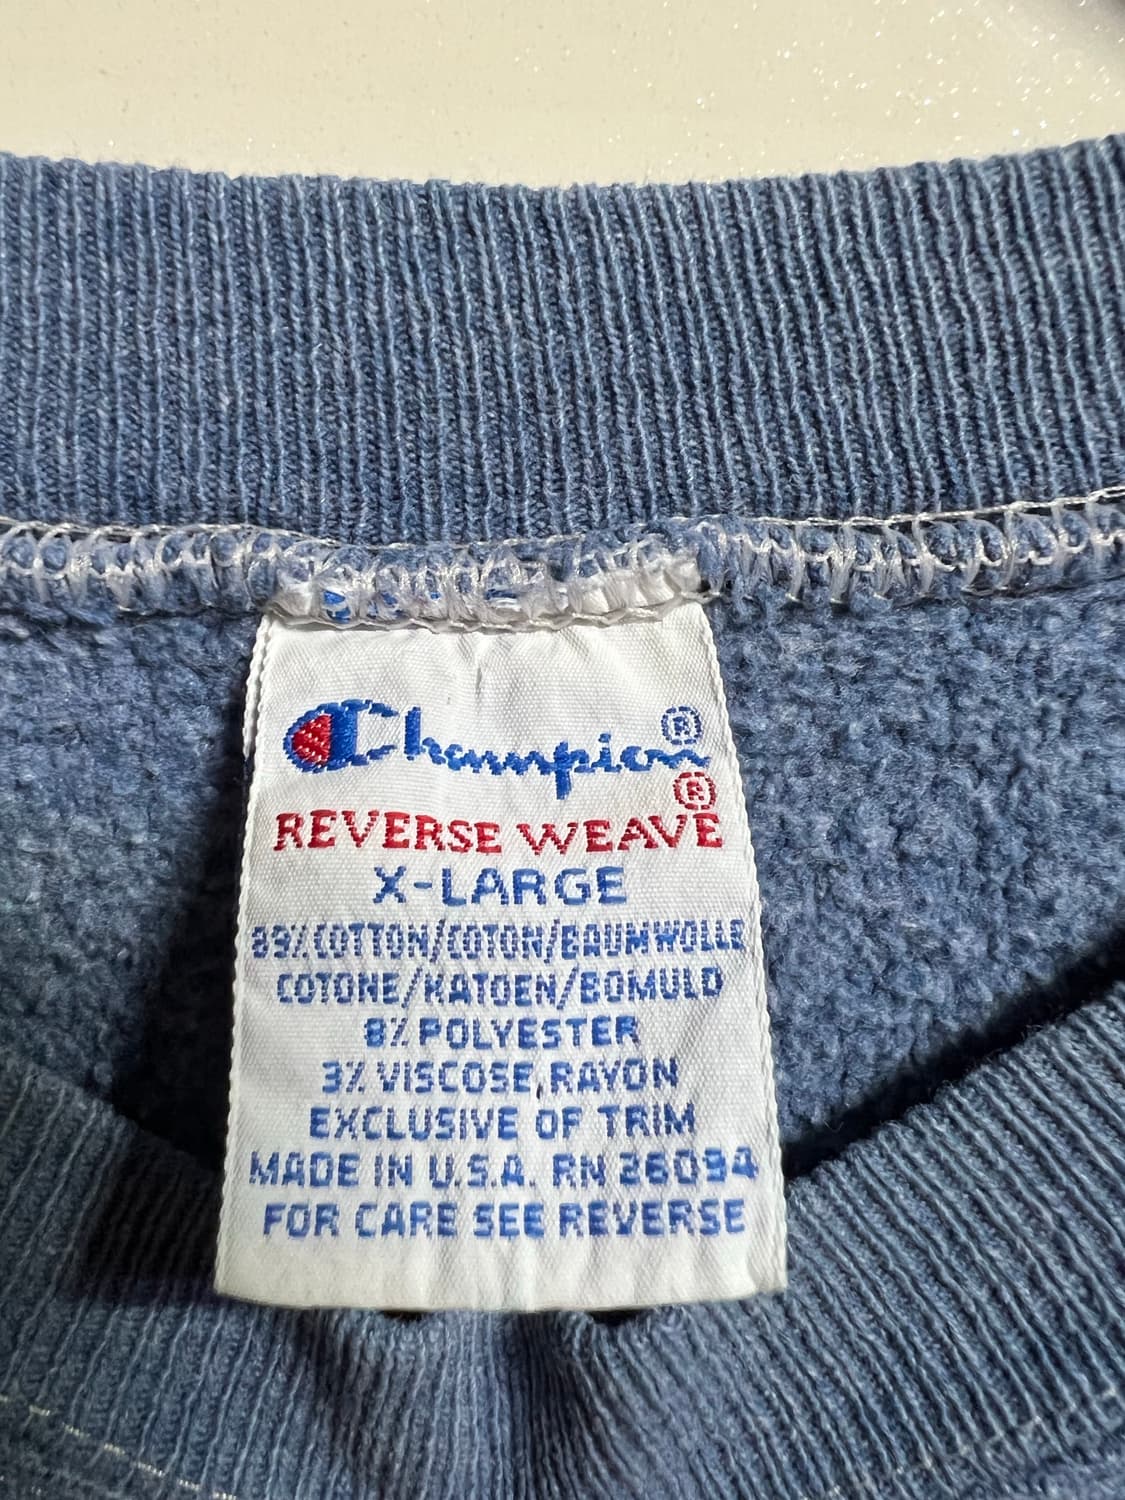 Champion®
REVERSE WEAVE®
X-LARGE
89% COTTON/COTON/BAUMWOLLE
COTONE/KATOEN/BOMULD
8% POLYESTER
3% VISCOSE,RAYON
EXCLUSIVE OF TRIM
MADE IN U.S.A. RN 26094
FOR CARE SEE REVERSE